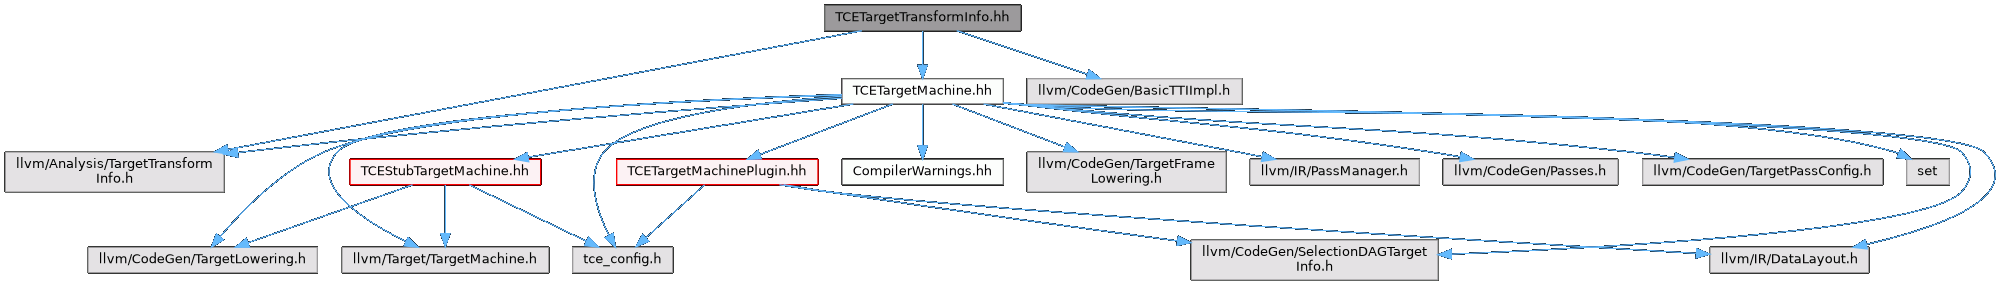 TCETargetTransformInfo.hh
TCETargetMachine.hh
llvm/CodeGen/BasicTTIImpl.h
llvm/Analysis/TargetTransform
Info.h
TCEStubTargetMachine.hh
TCETargetMachinePlugin.hh
CompilerWarnings.hh
llvm/CodeGen/TargetFrame
Lowering.h
llvm/IR/PassManager.h
llvm/CodeGen/Passes.h
llvm/CodeGen/TargetPassConfig.h
set
llvm/CodeGen/TargetLowering.h
llvm/Target/TargetMachine.h
tce_config.h
llvm/CodeGen/SelectionDAGTarget
Info.h
llvm/IR/DataLayout.h